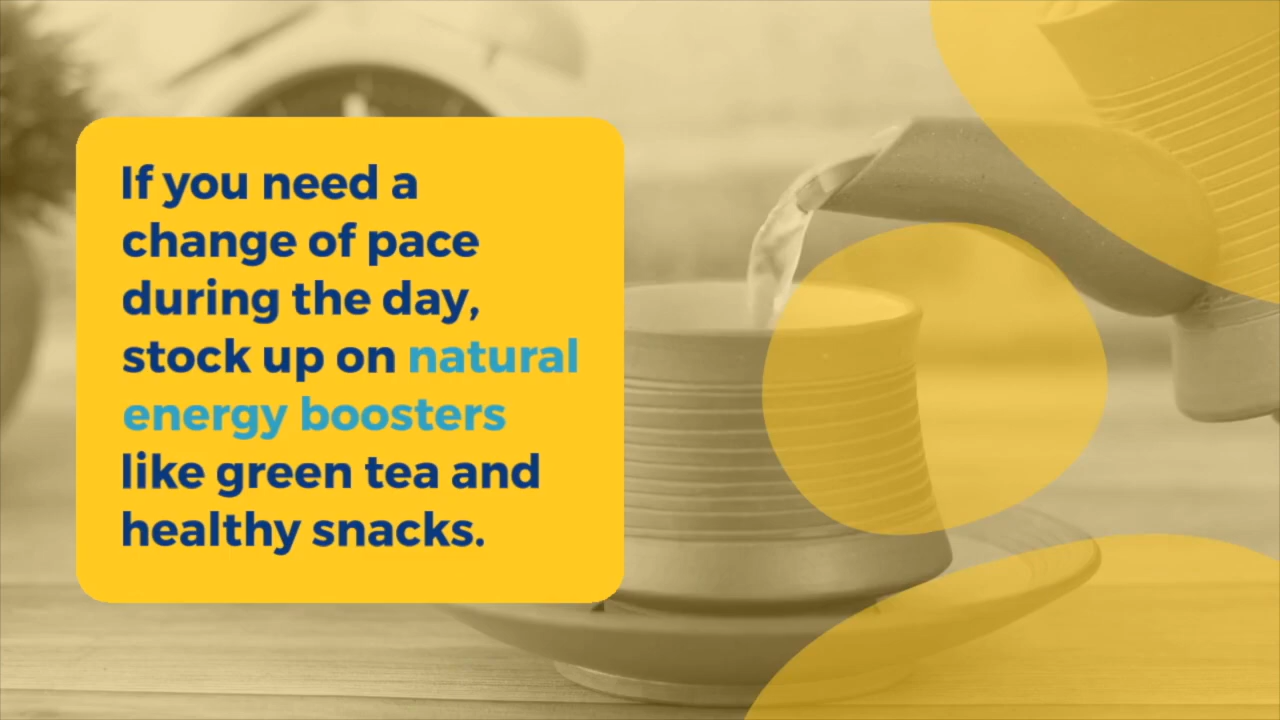 If you need a
change of pace
during the day,
stock up on natural
energy boosters
like green tea and
healthy snacks.